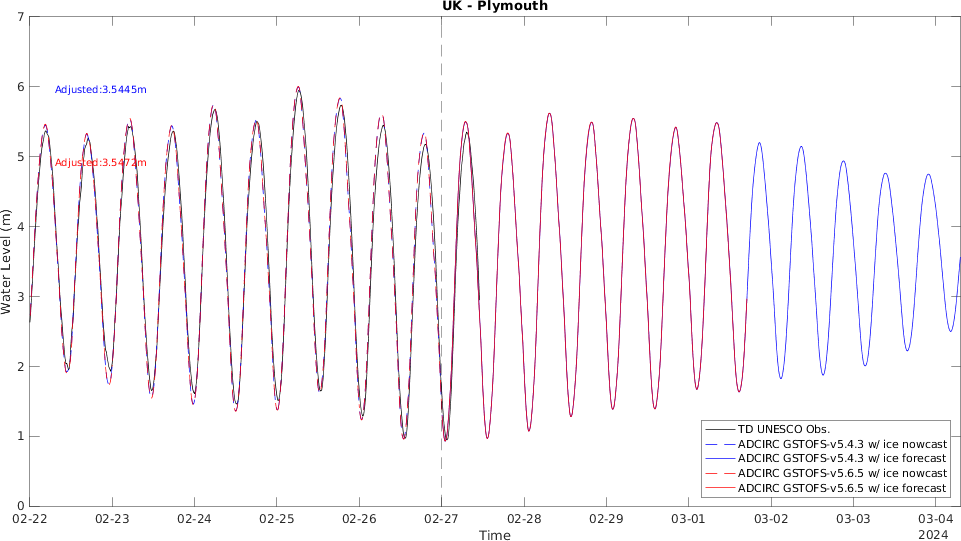 UK - Plymouth
7
6
5
4
3
2
1
0
Water Level (m)
Adjusted:3.5445m
Adjusted:3.5472m
TD UNESCO Obs.
ADCIRC GSTOFS-v5.4.3 w/ ice nowcast
ADCIRC GSTOFS-v5.4.3 w/ ice forecast
ADCIRC GSTOFS-v5.6.5 w/ ice nowcast
ADCIRC GSTOFS-v5.6.5 w/ ice forecast
02-22 02-23 02-24 02-25 02-26 02-27 02-28 02-29 03-01 03-02 03-03 03-04
2024
Time